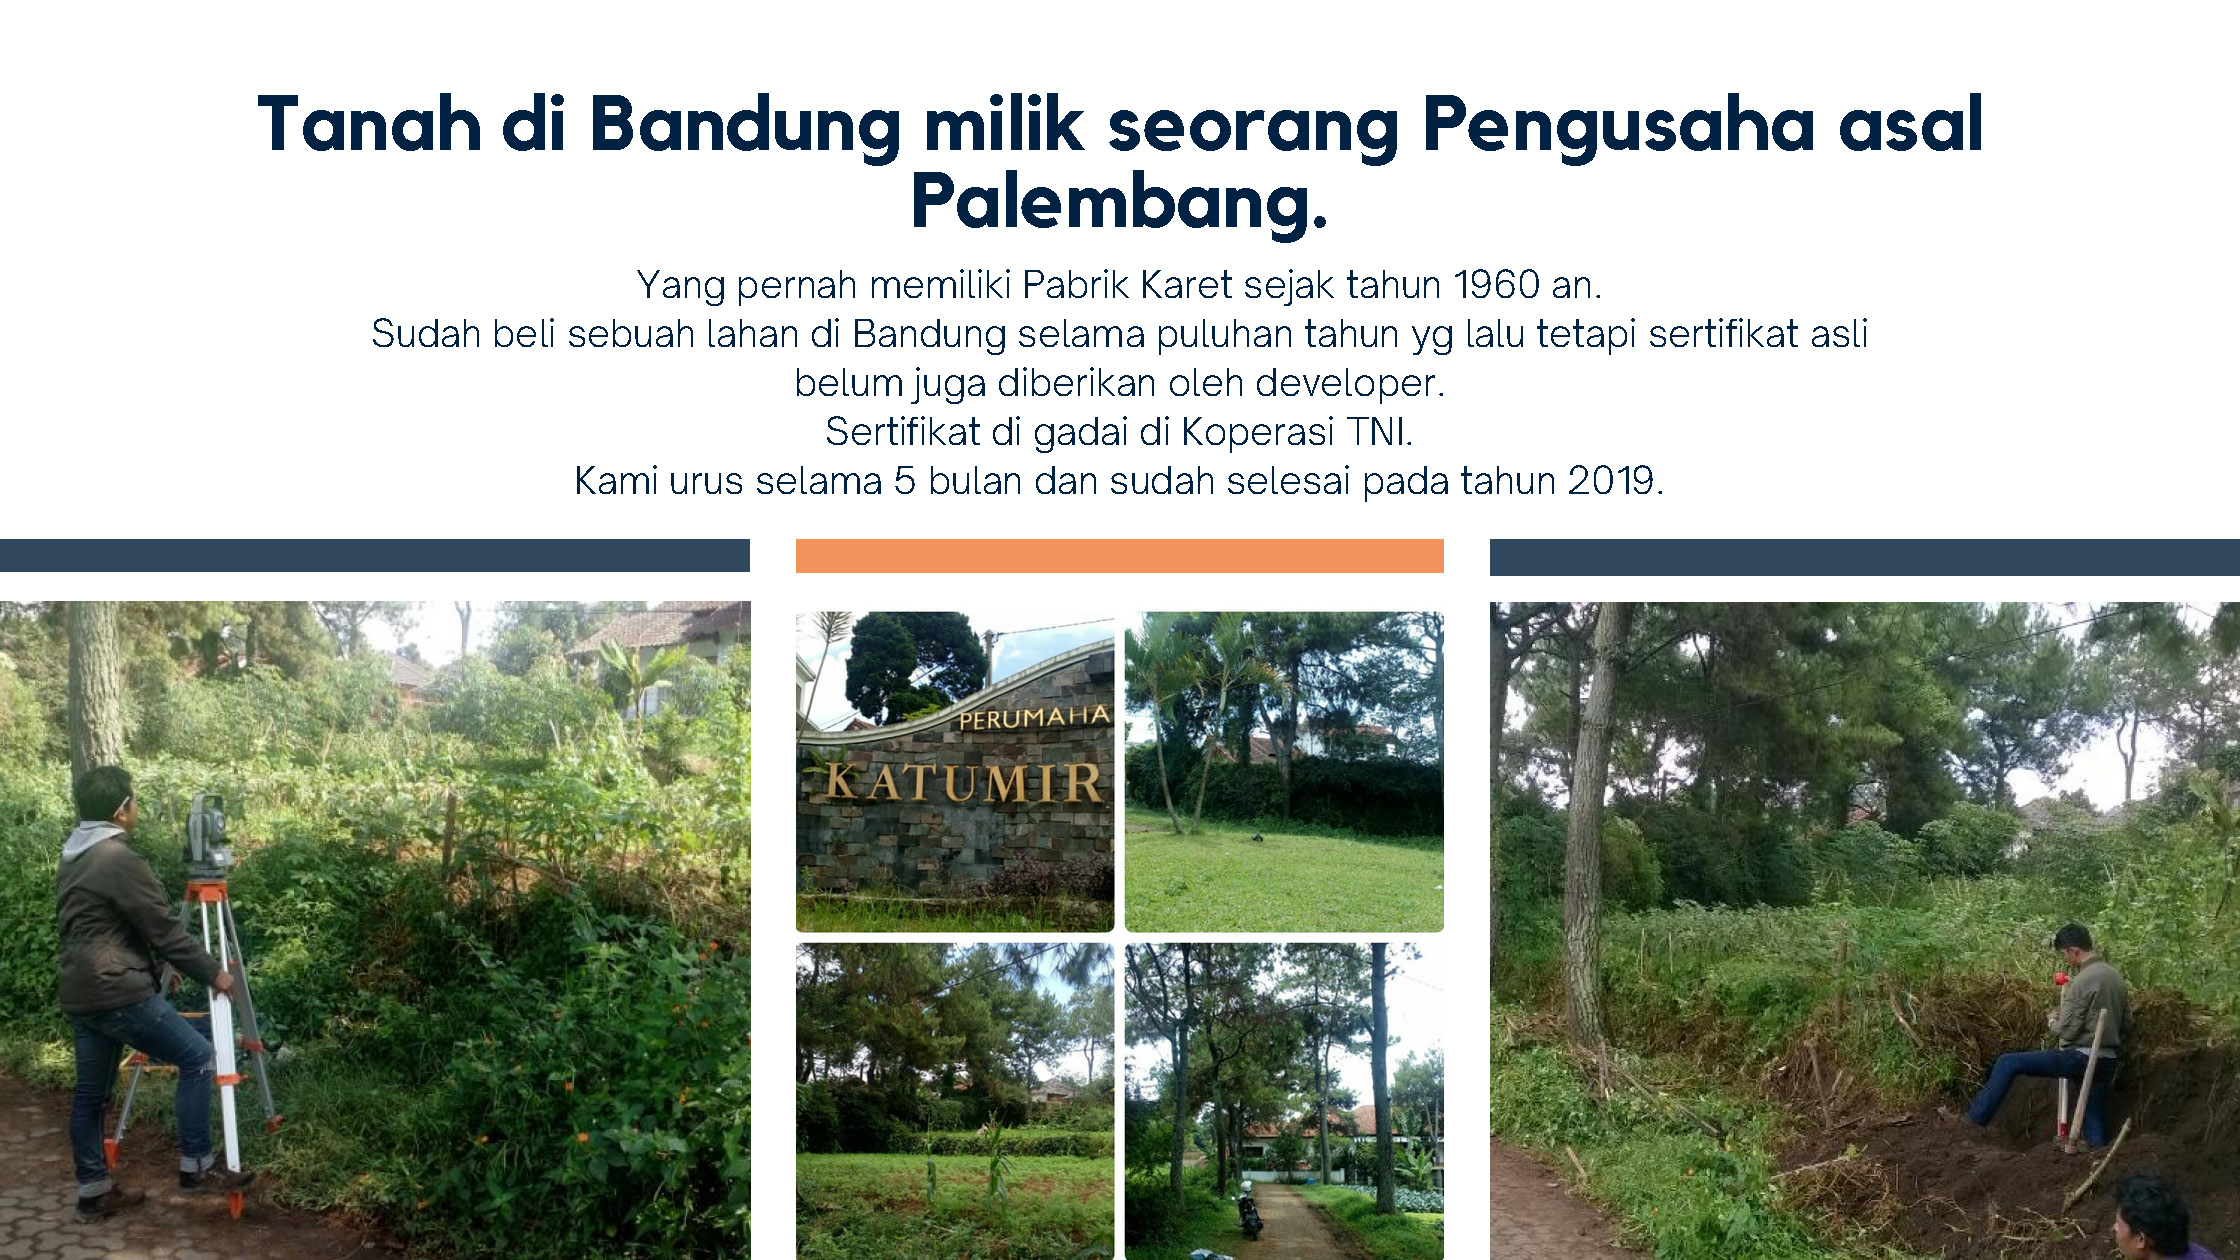 Tanah di Bandung milik seorang Pengusaha asal
Palembang.
Yang pernah memiliki Pabrik Karet sejak tahun 1960 an.
Sudah beli sebuah lahan di Bandung selama puluhan tahun yg lalu tetapi sertifikat asli
belum juga diberikan oleh developer.
Sertifikat di gadai di Koperasi TNI.
Kami urus selama 5 bulan dan sudah selesai pada tahun 2019.
PERUMAHA
KATUMIR